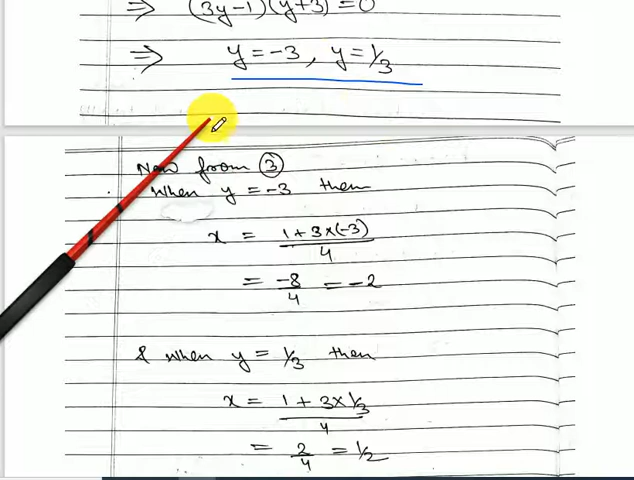 ⇒ (3y-1)(y+3) = 0
⇒ y = -3, y = 1/3
Now from ③
When y = -3 then
x = 1+3×(-3)/4
= -8/4 = -2
& when y = 1/3 then
x = 1 + 3×1/3/4
= 2/4 = 1/2